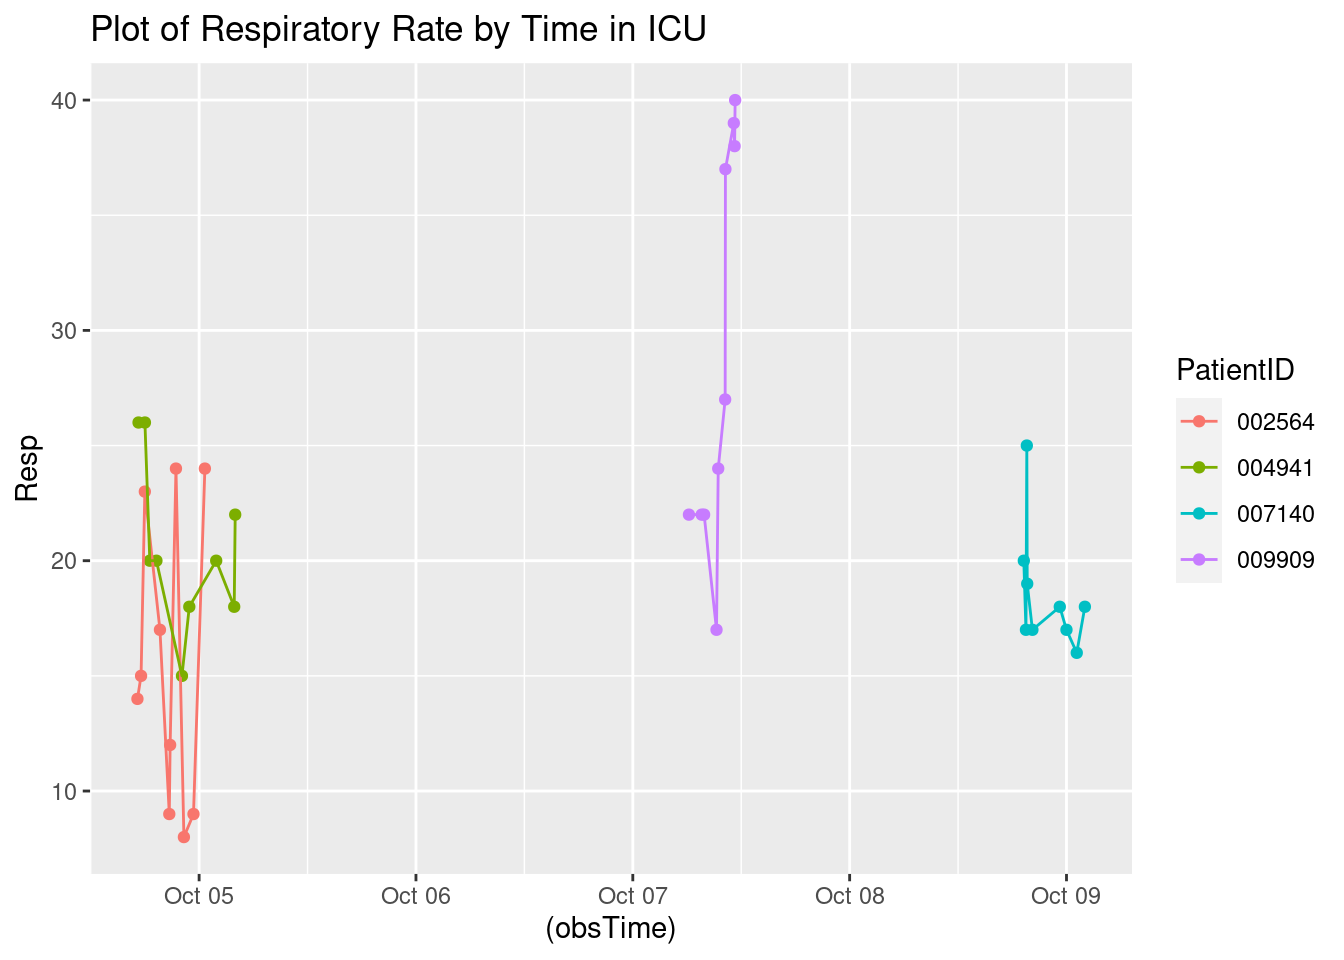 Plot of Respiratory Rate by Time in ICU
40
30
20
10
Resp
Oct 05 Oct 06 Oct 07 Oct 08 Oct 09
(obsTime)
PatientID
002564
004941
007140
009909